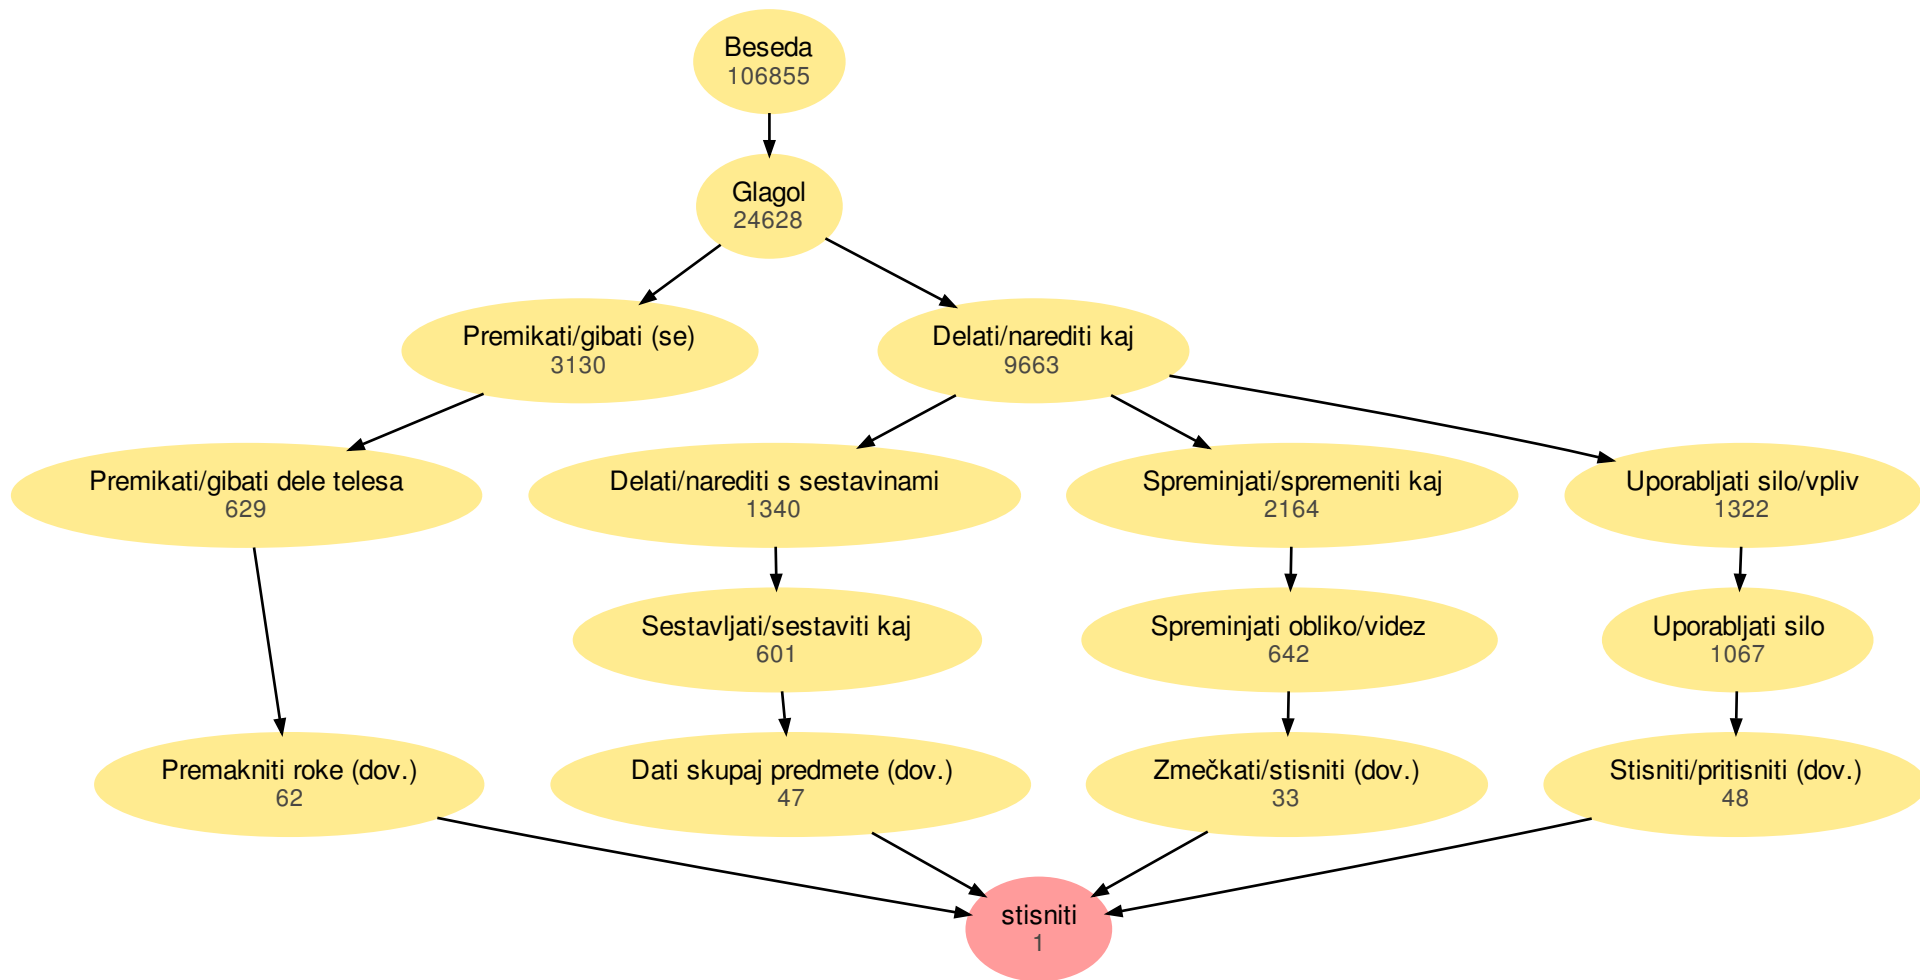 Beseda
106855
Glagol
24628
Premikati/gibati (se)
3130
Delati/narediti kaj
9663
Premikati/gibati dele telesa
629
Delati/narediti s sestavinami
1340
Spreminjati/spremeniti kaj
2164
Uporabljati silo/vpliv
1322
Sestavljati/sestaviti kaj
601
Spreminjati obliko/videz
642
Uporabljati silo
1067
Premakniti roke (dov.)
62
Dati skupaj predmete (dov.)
47
Zmečkati/stisniti (dov.)
33
Stisniti/pritisniti (dov.)
48
stisniti
1